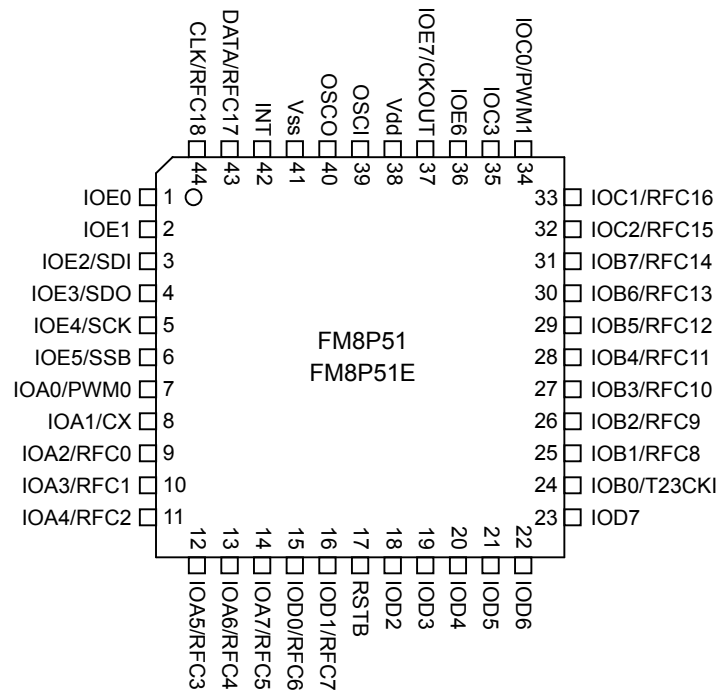 CLK/RFC18
DATA/RFC17
INT
Vss
OSCO
OSCI
Vdd
IOE7/CKOUT
IOE6
IOC3
IOC0/PWM1
44
43
42
41
40
39
38
37
36
35
34
IOE0 1
IOE1 2
IOE2/SDI 3
IOE3/SDO 4
IOE4/SCK 5
IOE5/SSB 6
IOA0/PWM0 7
IOA1/CX 8
IOA2/RFC0 9
IOA3/RFC1 10
IOA4/RFC2 11
FM8P51
FM8P51E
33 IOC1/RFC16
32 IOC2/RFC15
31 IOB7/RFC14
30 IOB6/RFC13
29 IOB5/RFC12
28 IOB4/RFC11
27 IOB3/RFC10
26 IOB2/RFC9
25 IOB1/RFC8
24 IOB0/T23CKI
23 IOD7
12
13
14
15
16
17
18
19
20
21
22
IOA5/RFC3
IOA6/RFC4
IOA7/RFC5
IOD0/RFC6
IOD1/RFC7
RSTB
IOD2
IOD3
IOD4
IOD5
IOD6